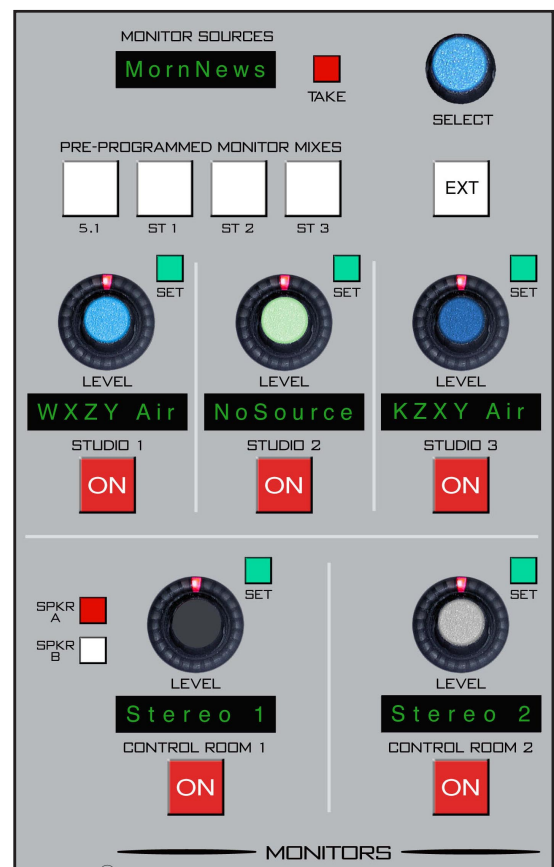 MONITOR SOURCES
MornNews
TAKE
SELECT
PRE-PROGRAMMED MONITOR MIXES
EXT
5.1 ST 1 ST 2 ST 3
SET SET SET
LEVEL LEVEL LEVEL
WXZY Air NoSource KZXY Air
STUDIO 1 STUDIO 2 STUDIO 3
ON ON ON
SET SET
SPKR A
SPKR B
LEVEL LEVEL
Stereo 1 Stereo 2
CONTROL ROOM 1 CONTROL ROOM 2
ON ON
MONITORS